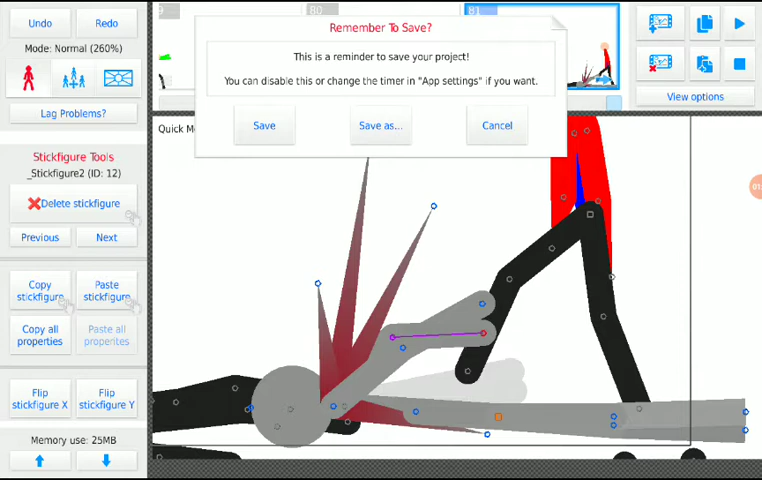 Undo
Redo
Mode: Normal (260%)
Lag Problems?
Stickfigure Tools
_Stickfigure2 (ID: 12)
Delete stickfigure
Previous
Next
Copy
stickfigure
Paste
stickfigure
Copy all
properties
Paste all
properites
Flip
stickfigure X
Flip
stickfigure Y
Memory use: 25MB
80
81
Remember To Save?
This is a reminder to save your project!
You can disable this or change the timer in "App settings" if you want.
Save
Save as...
Cancel
View options
Quick M